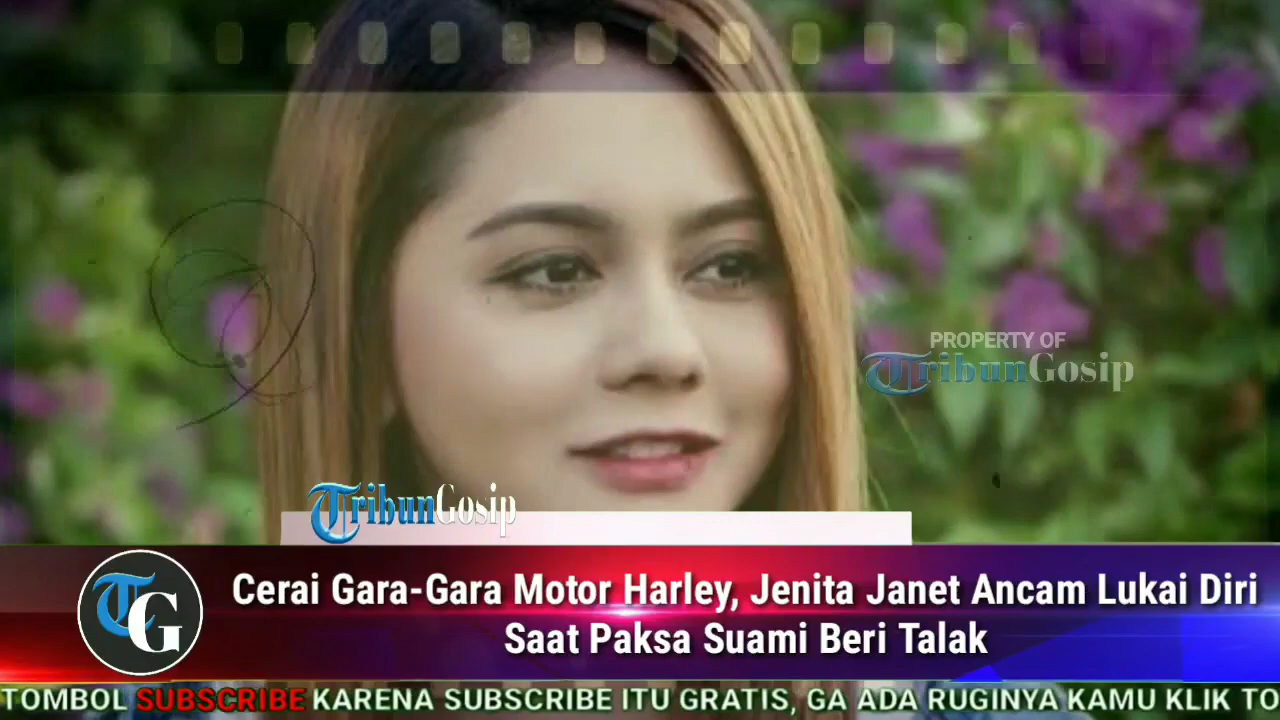 PROPERTY OF
TribunGosip
TribunGosip
TG
Cerai Gara-Gara Motor Harley, Jenita Janet Ancam Lukai Diri
Saat Paksa Suami Beri Talak
TOMBOL SUBSCRIBE KARENA SUBSCRIBE ITU GRATIS, GA ADA RUGINYA KAMU KLIK TO